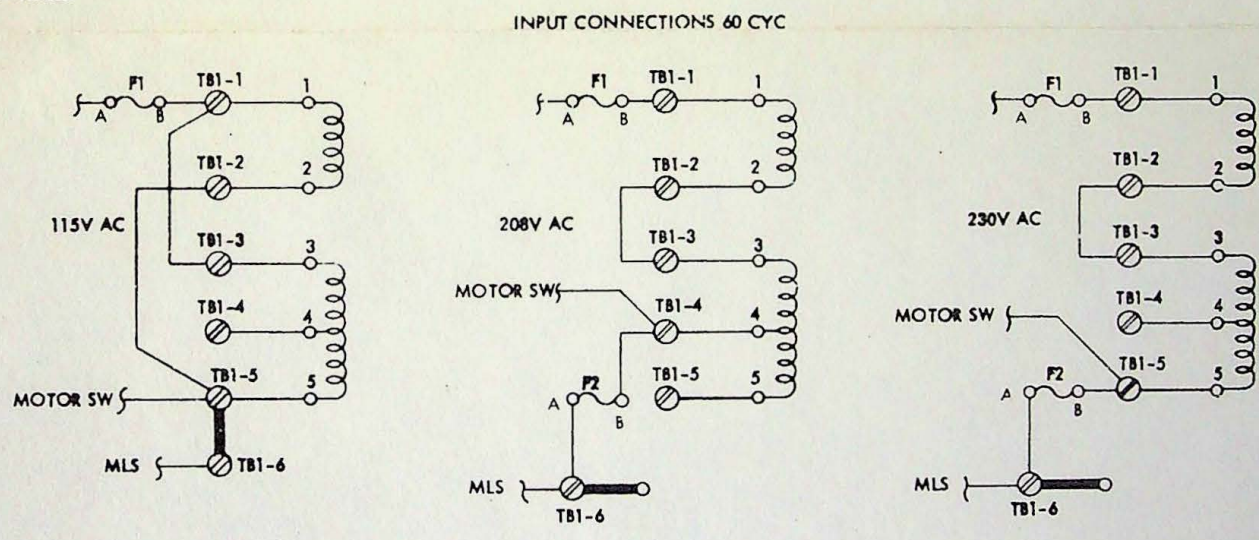 INPUT CONNECTIONS 60 CYC
F1 TB1-1 1
A B
TB1-2 2
115V AC
TB1-3 3
TB1-4 4
TB1-5 5
MOTOR SW
MLS TB1-6
F1 TB1-1 1
A B
TB1-2 2
208V AC
TB1-3 3
MOTOR SW
TB1-4 4
F2 TB1-5 5
A B
MLS
TB1-6
F1 TB1-1 1
A B
TB1-2 2
230V AC
TB1-3 3
TB1-4 4
MOTOR SW
F2 TB1-5 5
A B
MLS
TB1-6